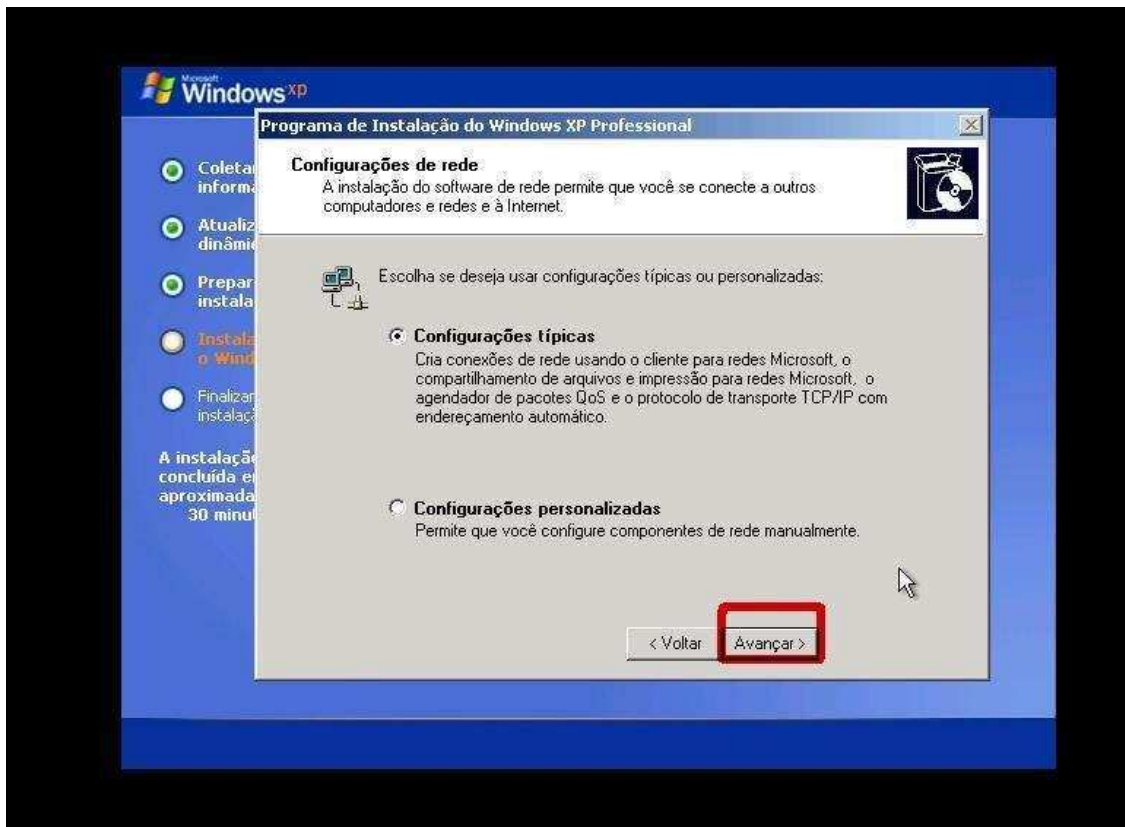 Microsoft
Windows xp
Programa de Instalação do Windows XP Professional
Configurações de rede
A instalação do software de rede permite que você se conecte a outros
computadores e redes e à Internet.
Coleta
informa
Atualiz
dinâmi
Prepar
instala
Instala
o Wind
Finalizar
instalaç
A instalaçã
concluída e
aproximada
30 minu
Escolha se deseja usar configurações típicas ou personalizadas:
Configurações típicas
Cria conexões de rede usando o cliente para redes Microsoft, o
compartilhamento de arquivos e impressão para redes Microsoft, o
agendador de pacotes QoS e o protocolo de transporte TCP/IP com
endereçamento automático.
Configurações personalizadas
Permite que você configure componentes de rede manualmente.
< Voltar
Avançar >